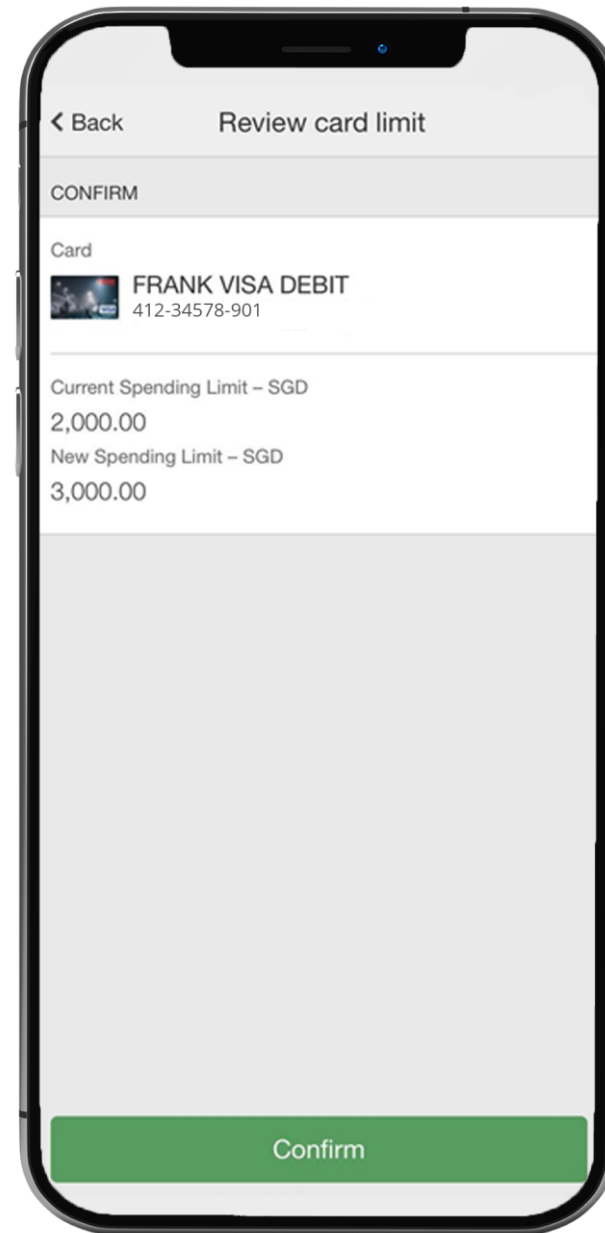 Back
Review card limit
CONFIRM
Card
FRANK VISA DEBIT
412-34578-901
Current Spending Limit – SGD
2,000.00
New Spending Limit – SGD
3,000.00
Confirm